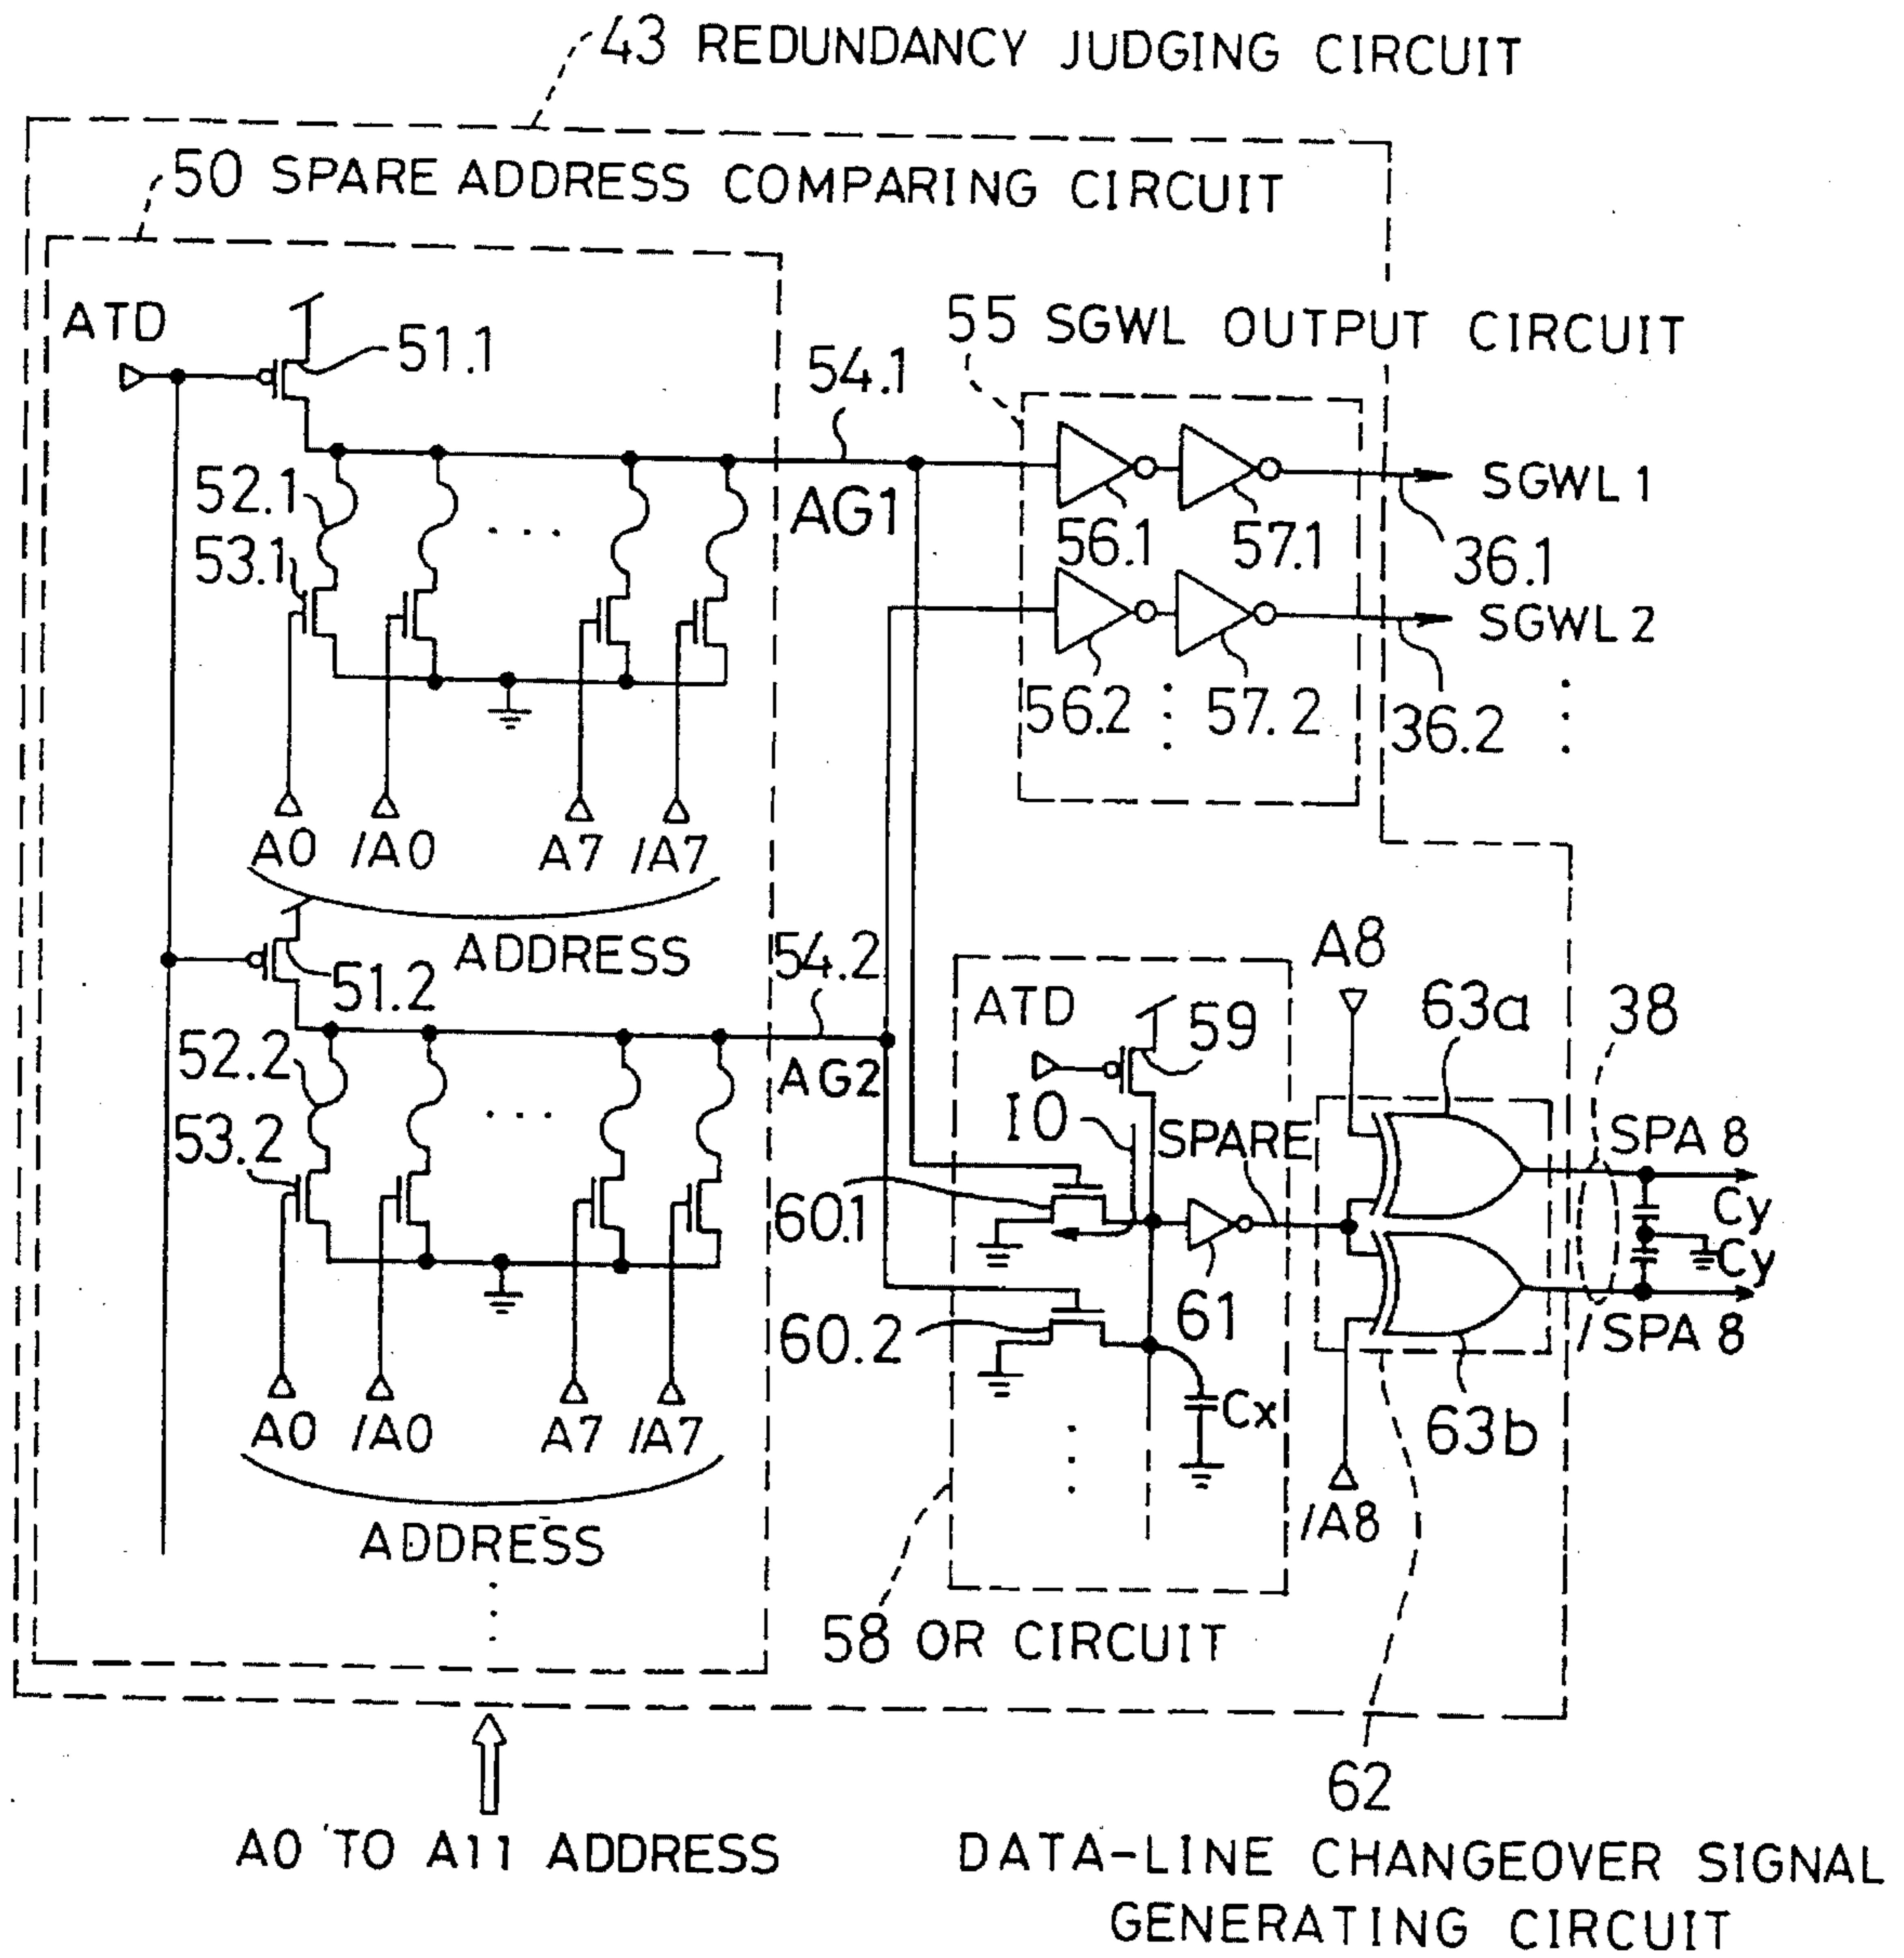 43 REDUNDANCY JUDGING CIRCUIT
50 SPARE ADDRESS COMPARING CIRCUIT
ATD
51.1
54.1
55 SGWL OUTPUT CIRCUIT
52.1
53.1
...
AG1
56.1
57.1
SGWL 1
36.1
SGWL 2
56.2
57.2
36.2
A0 /A0 A7 /A7
ADDRESS
51.2
54.2
AG2
52.2
53.2
...
ATD
59
I0
SPARE
A8
63a
38
SPA 8
Cy
Cy
/SPA 8
60.1
60.2
61
Cx
63b
/A8
A0 /A0 A7 /A7
ADDRESS
58 OR CIRCUIT
62
A0 TO A11 ADDRESS
DATA-LINE CHANGEOVER SIGNAL
GENERATING CIRCUIT